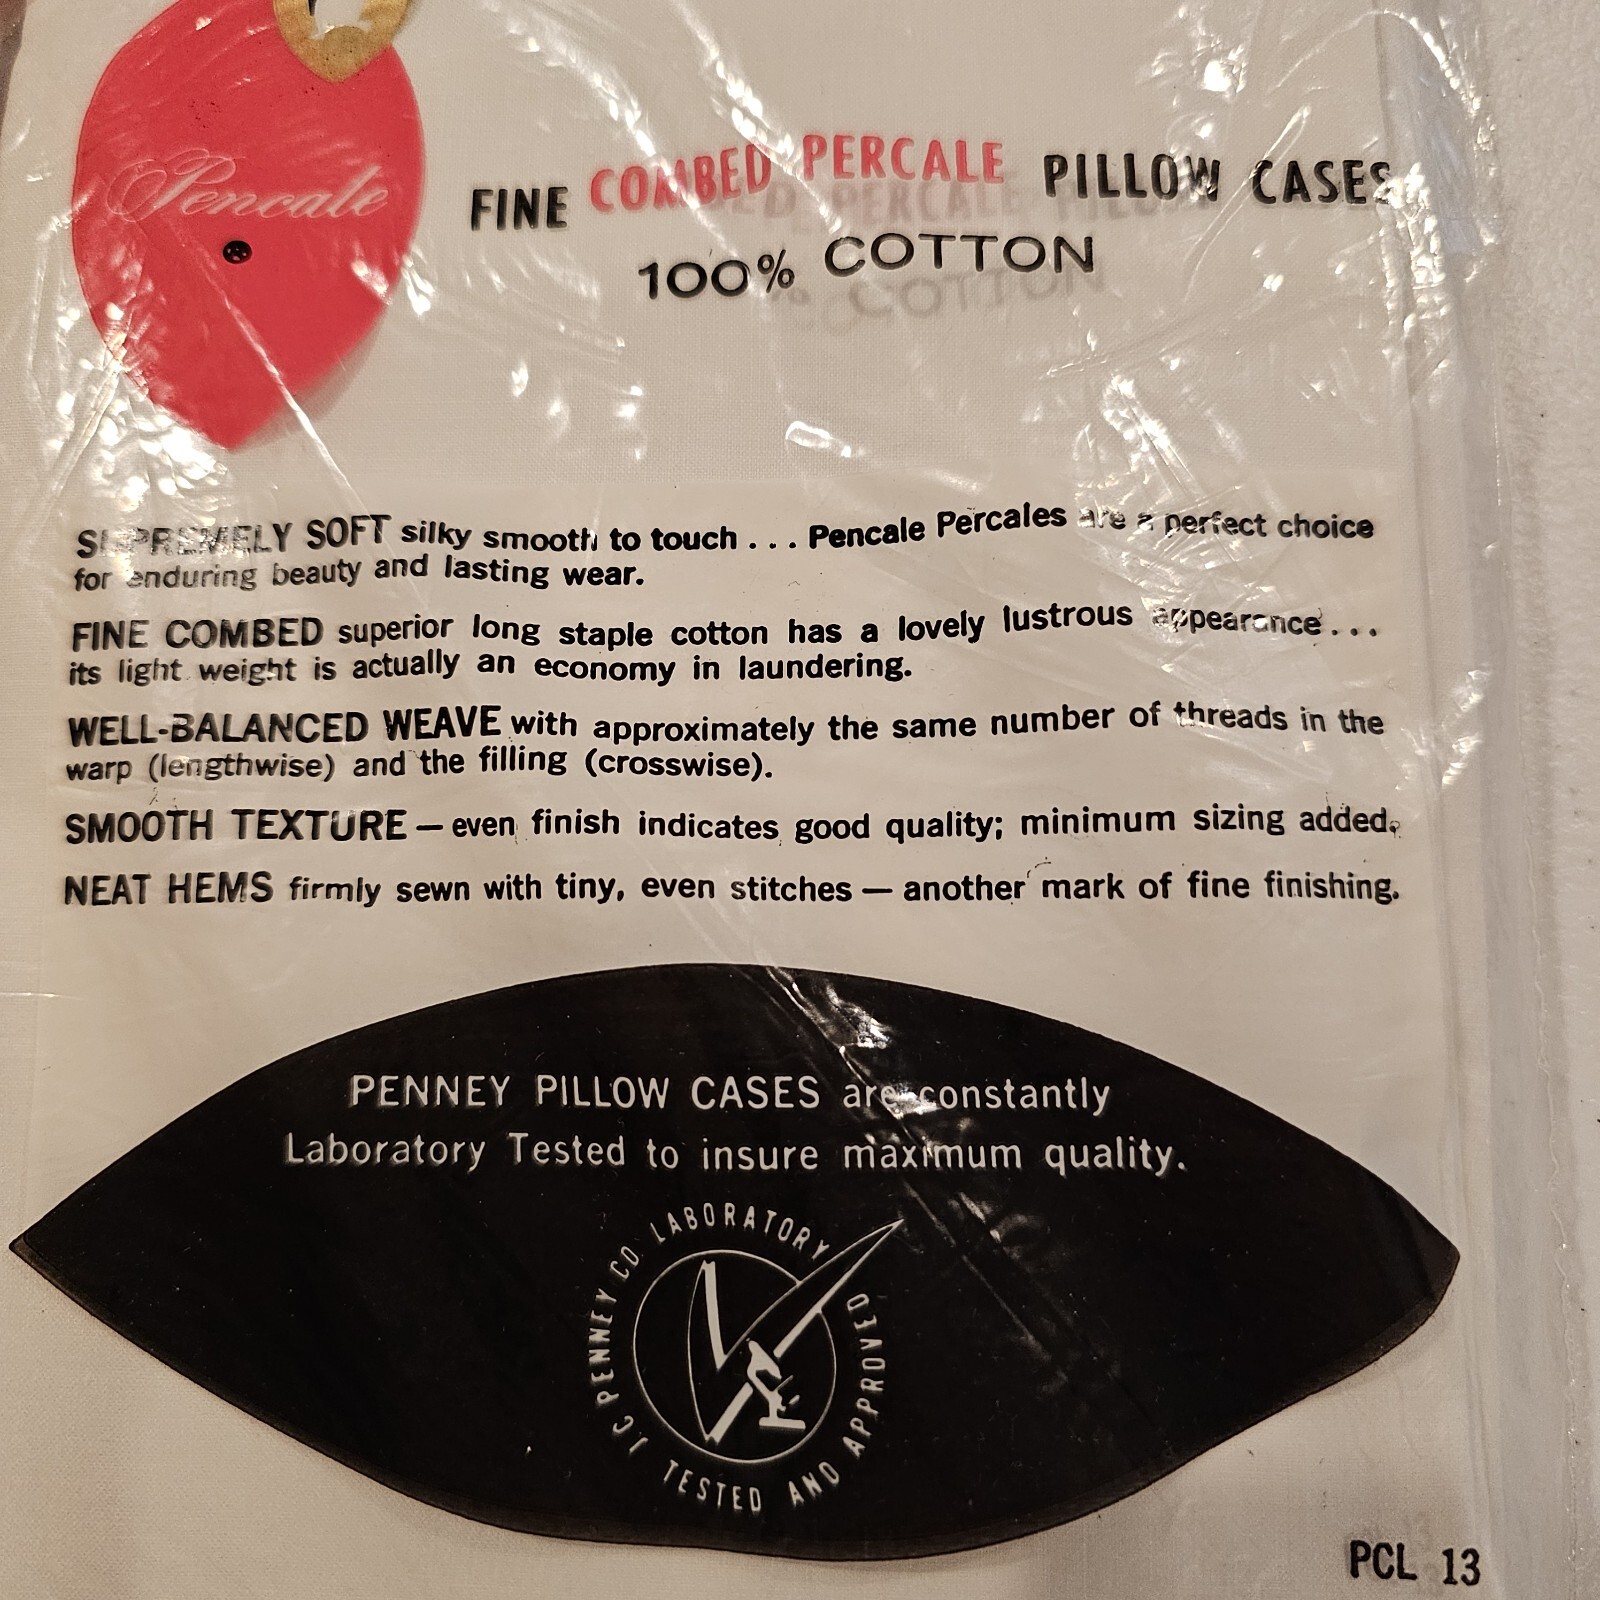 Pencale
FINE COMBED PERCALE PILLOW CASES
100% COTTON
SUPREMELY SOFT silky smooth to touch . . . Pencale Percales are a perfect choice
for enduring beauty and lasting wear.
FINE COMBED superior long staple cotton has a lovely lustrous appearance . . .
its light weight is actually an economy in laundering.
WELL-BALANCED WEAVE with approximately the same number of threads in the
warp (lengthwise) and the filling (crosswise).
SMOOTH TEXTURE — even finish indicates good quality; minimum sizing added.
NEAT HEMS firmly sewn with tiny, even stitches — another mark of fine finishing.
PENNEY PILLOW CASES are constantly
Laboratory Tested to insure maximum quality.
J.C. PENNEY CO LABORATORY
TESTED AND APPROVED
PCL 13